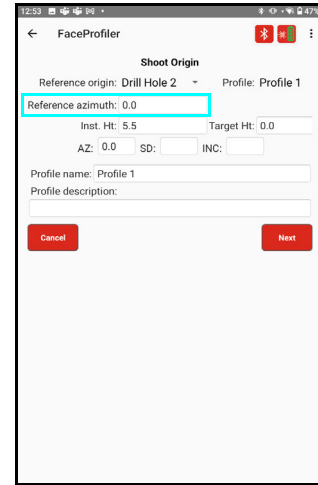 12:53 47%
← FaceProfiler
Shoot Origin
Reference origin: Drill Hole 2 Profile: Profile 1
Reference azimuth: 0.0
Inst. Ht: 5.5 Target Ht: 0.0
AZ: 0.0 SD: INC:
Profile name: Profile 1
Profile description:
Cancel Next